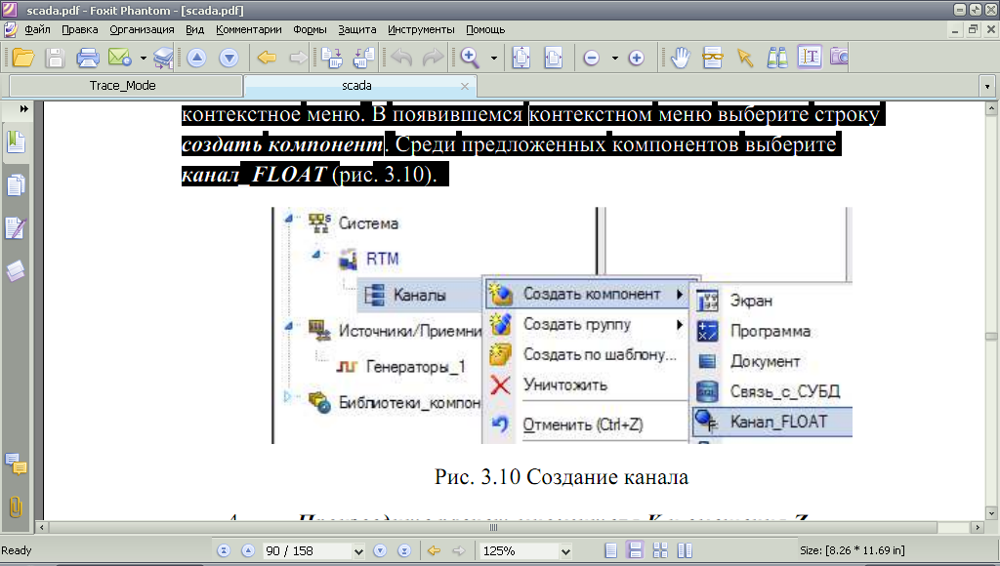 scada.pdf - Foxit Phantom - [scada.pdf]
Файл Правка Организация Вид Комментарии Формы Защита Инструменты Помощь
Trace_Mode scada
контекстное меню. В появившемся контекстном меню выберите строку
создать компонент. Среди предложенных компонентов выберите
канал_FLOAT (рис. 3.10).
Система
RTM
Каналы
Источники/Приемни
Генераторы_1
Библиотеки_компон
Создать компонент
Создать группу
Создать по шаблону...
Уничтожить
Отменить (Ctrl+Z)
Экран
Программа
Документ
Связь_с_СУБД
Канал_FLOAT
Рис. 3.10 Создание канала
Ready 90 / 158 125% Size: [8.26 * 11.69 in]